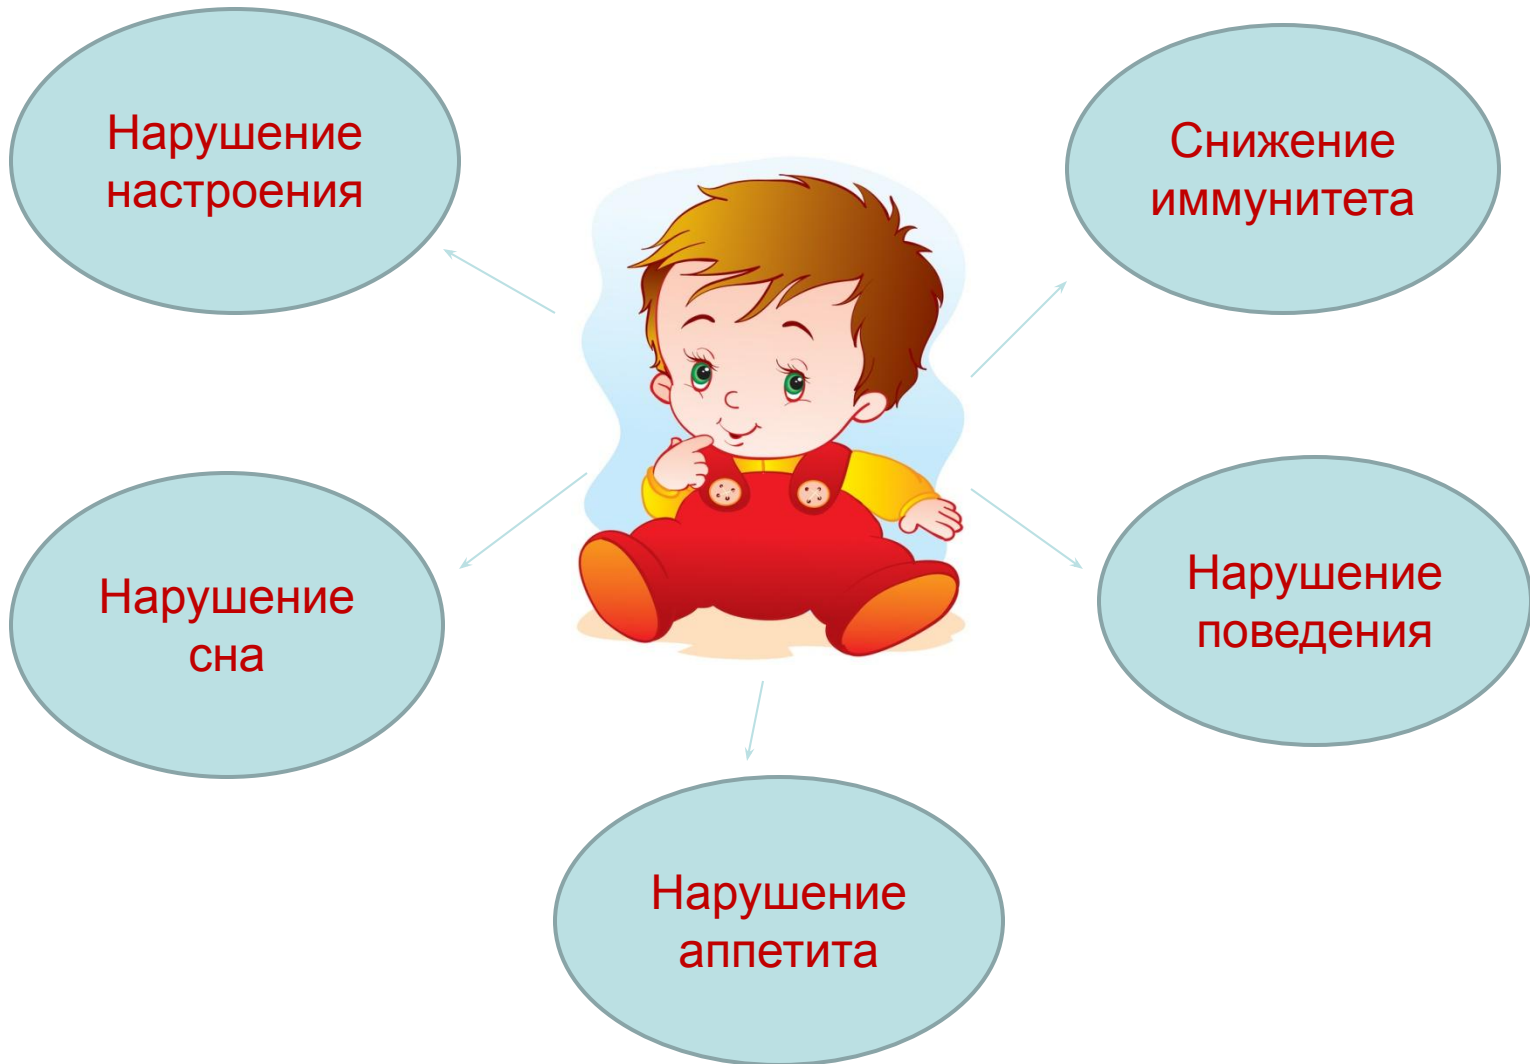 Нарушение
настроения
Снижение
иммунитета
Нарушение
сна
Нарушение
поведения
Нарушение
аппетита